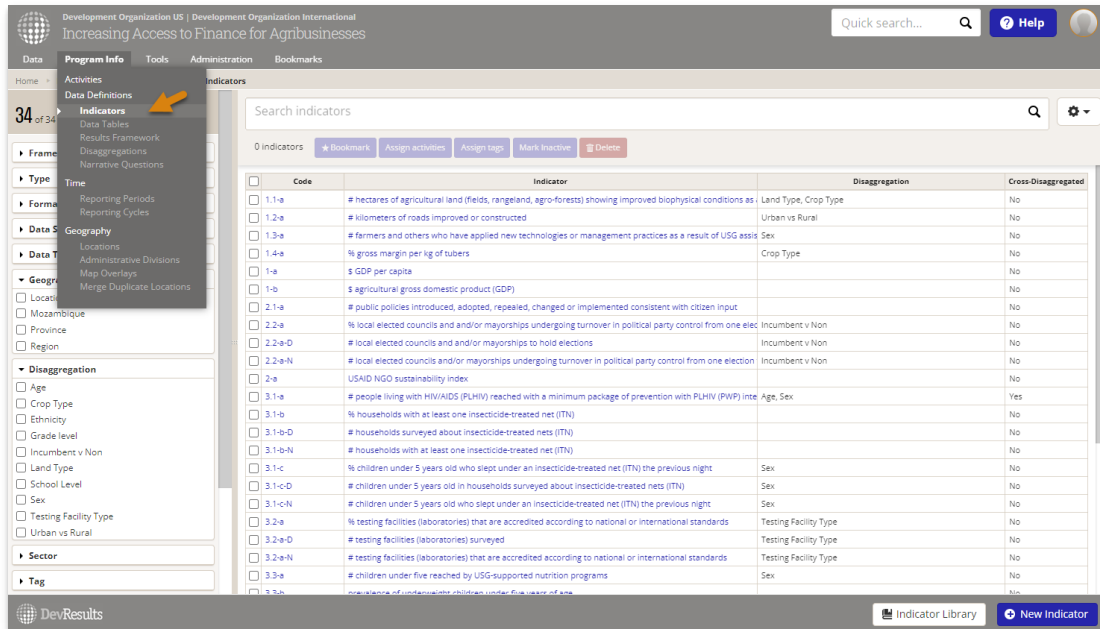 Development Organization US | Development Organization International
Increasing Access to Finance for Agribusinesses
Quick search...
Help
Data Program Info Tools Administration Bookmarks
Home
Indicators
Activities
Data Definitions
Indicators
Data Tables
Results Framework
Disaggregations
Narrative Questions
Time
Reporting Periods
Reporting Cycles
Geography
Locations
Administrative Divisions
Map Overlays
Merge Duplicate Locations
34 of 34
Frame
Type
Forma
Data S
Data T
Geogra
Locati
Mozambique
Province
Region
Disaggregation
Age
Crop Type
Ethnicity
Grade level
Incumbent v Non
Land Type
School Level
Sex
Testing Facility Type
Urban vs Rural
Sector
Tag
Search indicators
0 indicators Bookmark Assign activities Assign tags Mark Inactive Delete
Code Indicator Disaggregation Cross-Disaggregated
1.1-a # hectares of agricultural land (fields, rangeland, agro-forests) showing improved biophysical conditions as Land Type, Crop Type No
1.2-a # kilometers of roads improved or constructed Urban vs Rural No
1.3-a # farmers and others who have applied new technologies or management practices as a result of USG assis Sex No
1.4-a % gross margin per kg of tubers Crop Type No
1-a $ GDP per capita No
1-b $ agricultural gross domestic product (GDP) No
2.1-a # public policies introduced, adopted, repealed, changed or implemented consistent with citizen input No
2.2-a % local elected councils and and/or mayorships undergoing turnover in political party control from one elec Incumbent v Non No
2.2-a-D # local elected councils and and/or mayorships to hold elections Incumbent v Non No
2.2-a-N # local elected councils and/or mayorships undergoing turnover in political party control from one election Incumbent v Non No
2-a USAID NGO sustainability index No
3.1-a # people living with HIV/AIDS (PLHIV) reached with a minimum package of prevention with PLHIV (PWP) inte Age, Sex Yes
3.1-b % households with at least one insecticide-treated net (ITN) No
3.1-b-D # households surveyed about insecticide-treated nets (ITN) No
3.1-b-N # households with at least one insecticide-treated net (ITN) No
3.1-c % children under 5 years old who slept under an insecticide-treated net (ITN) the previous night Sex No
3.1-c-D # children under 5 years old in households surveyed about insecticide-treated nets (ITN) Sex No
3.1-c-N # children under 5 years old who slept under an insecticide-treated net (ITN) the previous night Sex No
3.2-a % testing facilities (laboratories) that are accredited according to national or international standards Testing Facility Type No
3.2-a-D # testing facilities (laboratories) surveyed Testing Facility Type No
3.2-a-N # testing facilities (laboratories) that are accredited according to national or international standards Testing Facility Type No
3.3-a # children under five reached by USG-supported nutrition programs Sex No
3.3-b prevalence of underweight children under five years of age No
DevResults
Indicator Library
New Indicator